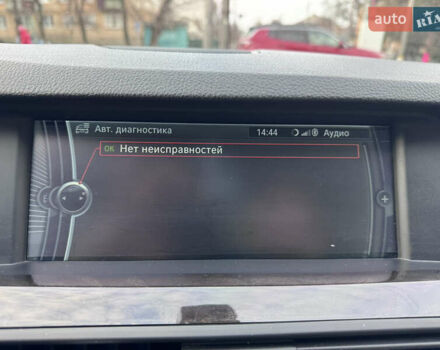 auto RIA
Авт. диагностика 14:44 Аудио
OK Нет неисправностей